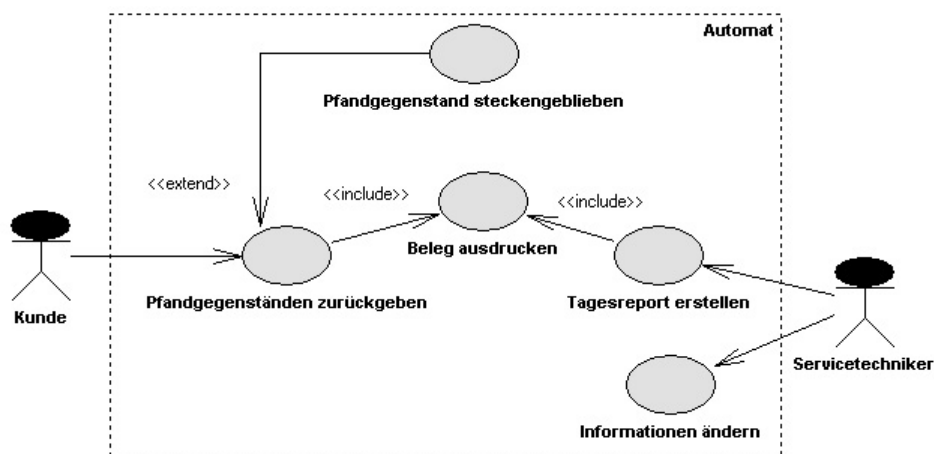 Automat
Pfandgegenstand steckengeblieben
<<extend>>
<<include>>
<<include>>
Beleg ausdrucken
Pfandgegenständen zurückgeben
Tagesreport erstellen
Kunde
Servicetechniker
Informationen ändern